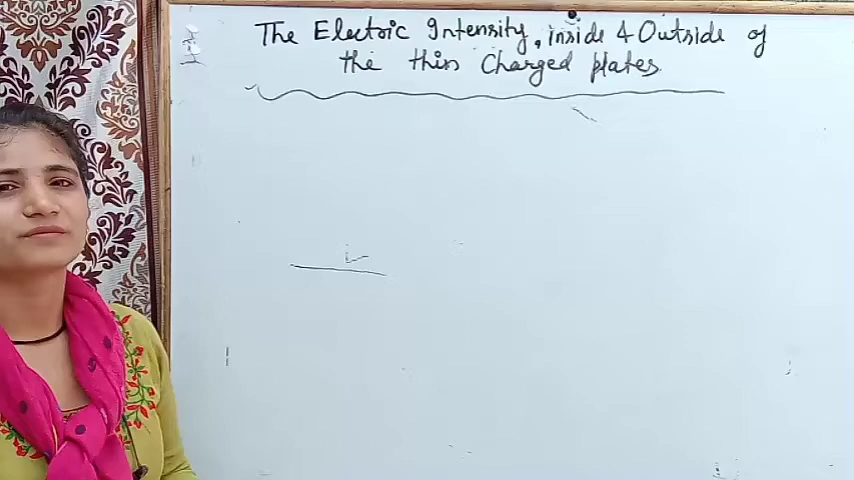 The Electric Intensity, inside & Outside of
the thin Charged plates.